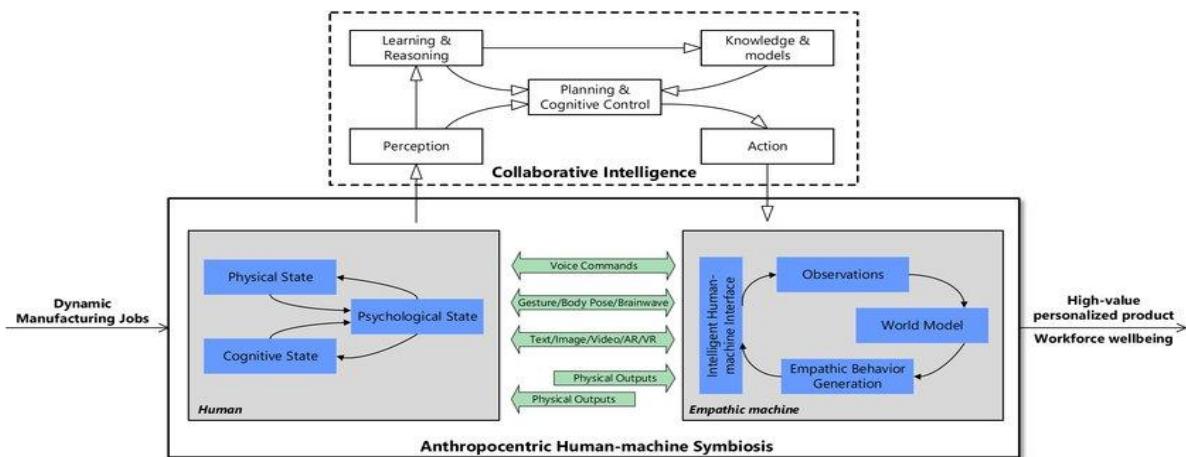 Learning &
Reasoning
Knowledge &
models
Planning &
Cognitive Control
Perception
Action
Collaborative Intelligence
Dynamic
Manufacturing Jobs
Physical State
Psychological State
Cognitive State
Human
Voice Commands
Gesture/Body Pose/Brainwave
Text/Image/Video/AR/VR
Physical Outputs
Physical Outputs
Intelligent Human-
machine Interface
Observations
World Model
Empathic Behavior
Generation
Empathic machine
High-value
personalized product
Workforce wellbeing
Anthropocentric Human-machine Symbiosis